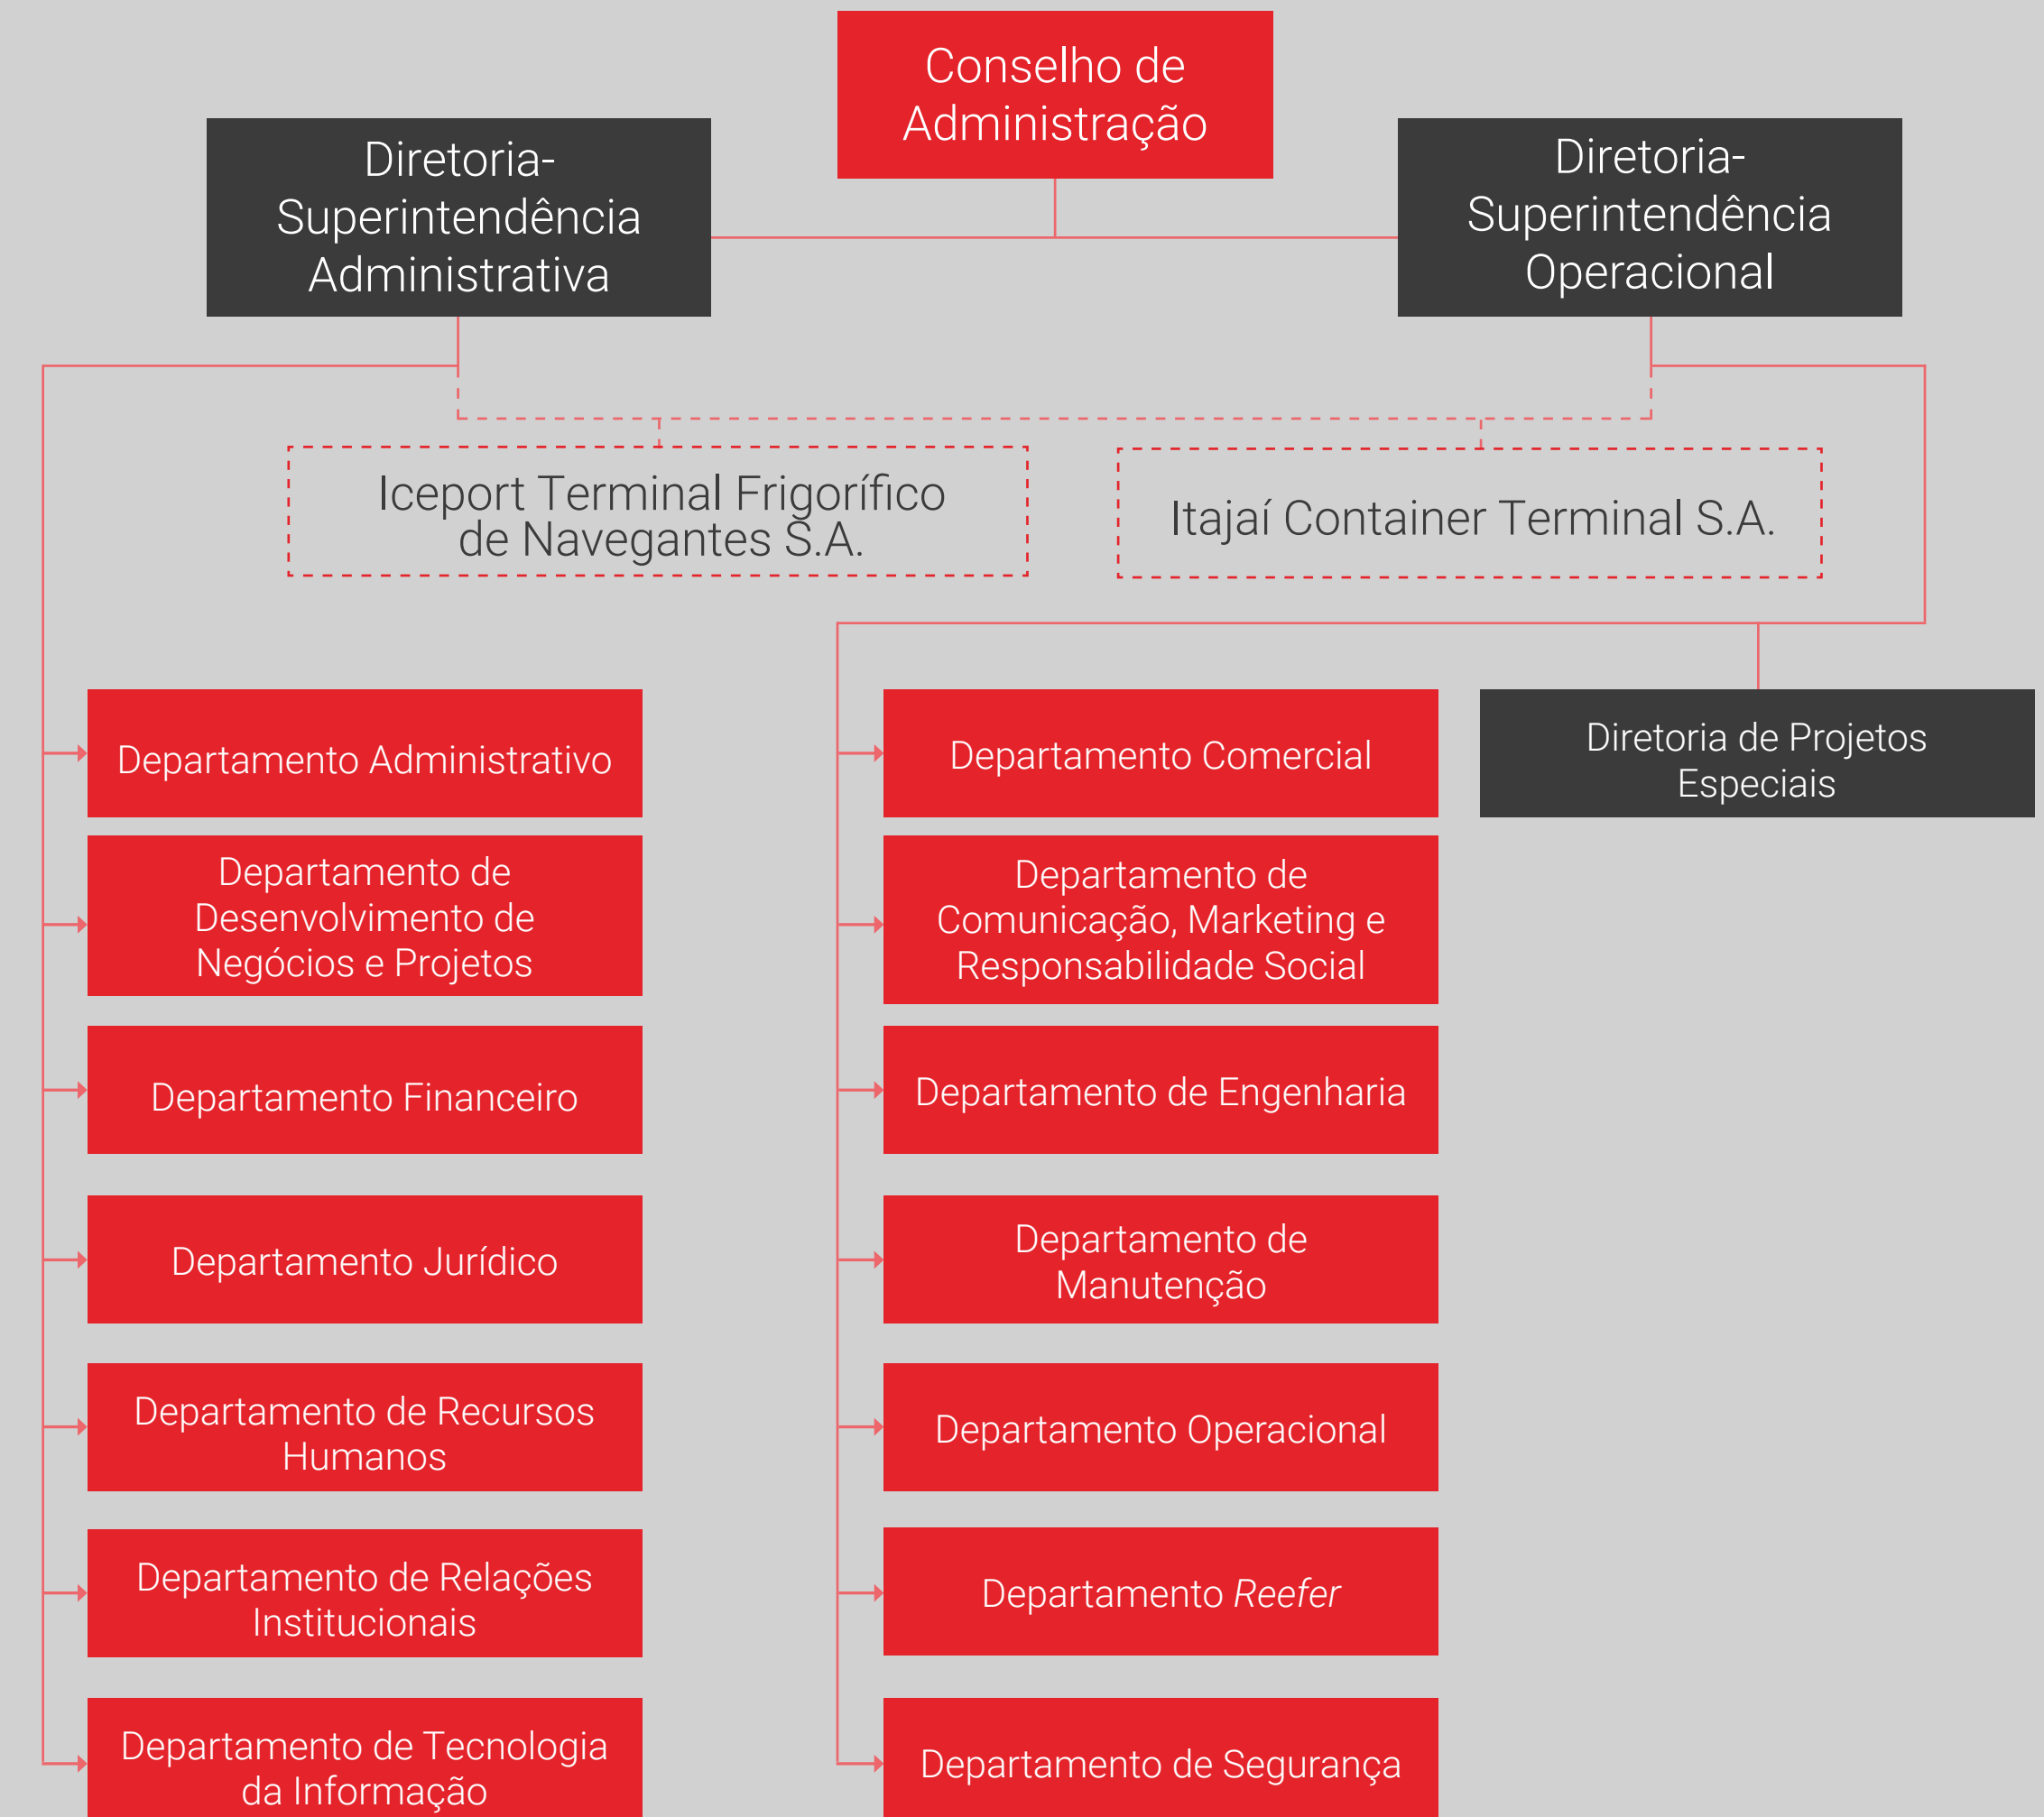 Conselho de
Administração
Diretoria-
Superintendência
Administrativa
Diretoria-
Superintendência
Operacional
Iceport Terminal Frigorífico
de Navegantes S.A.
Itajaí Container Terminal S.A.
Departamento Administrativo
Departamento de
Desenvolvimento de
Negócios e Projetos
Departamento Financeiro
Departamento Jurídico
Departamento de Recursos
Humanos
Departamento de Relações
Institucionais
Departamento de Tecnologia
da Informação
Departamento Comercial
Departamento de
Comunicação, Marketing e
Responsabilidade Social
Departamento de Engenharia
Departamento de
Manutenção
Departamento Operacional
Departamento Reefer
Departamento de Segurança
Diretoria de Projetos
Especiais